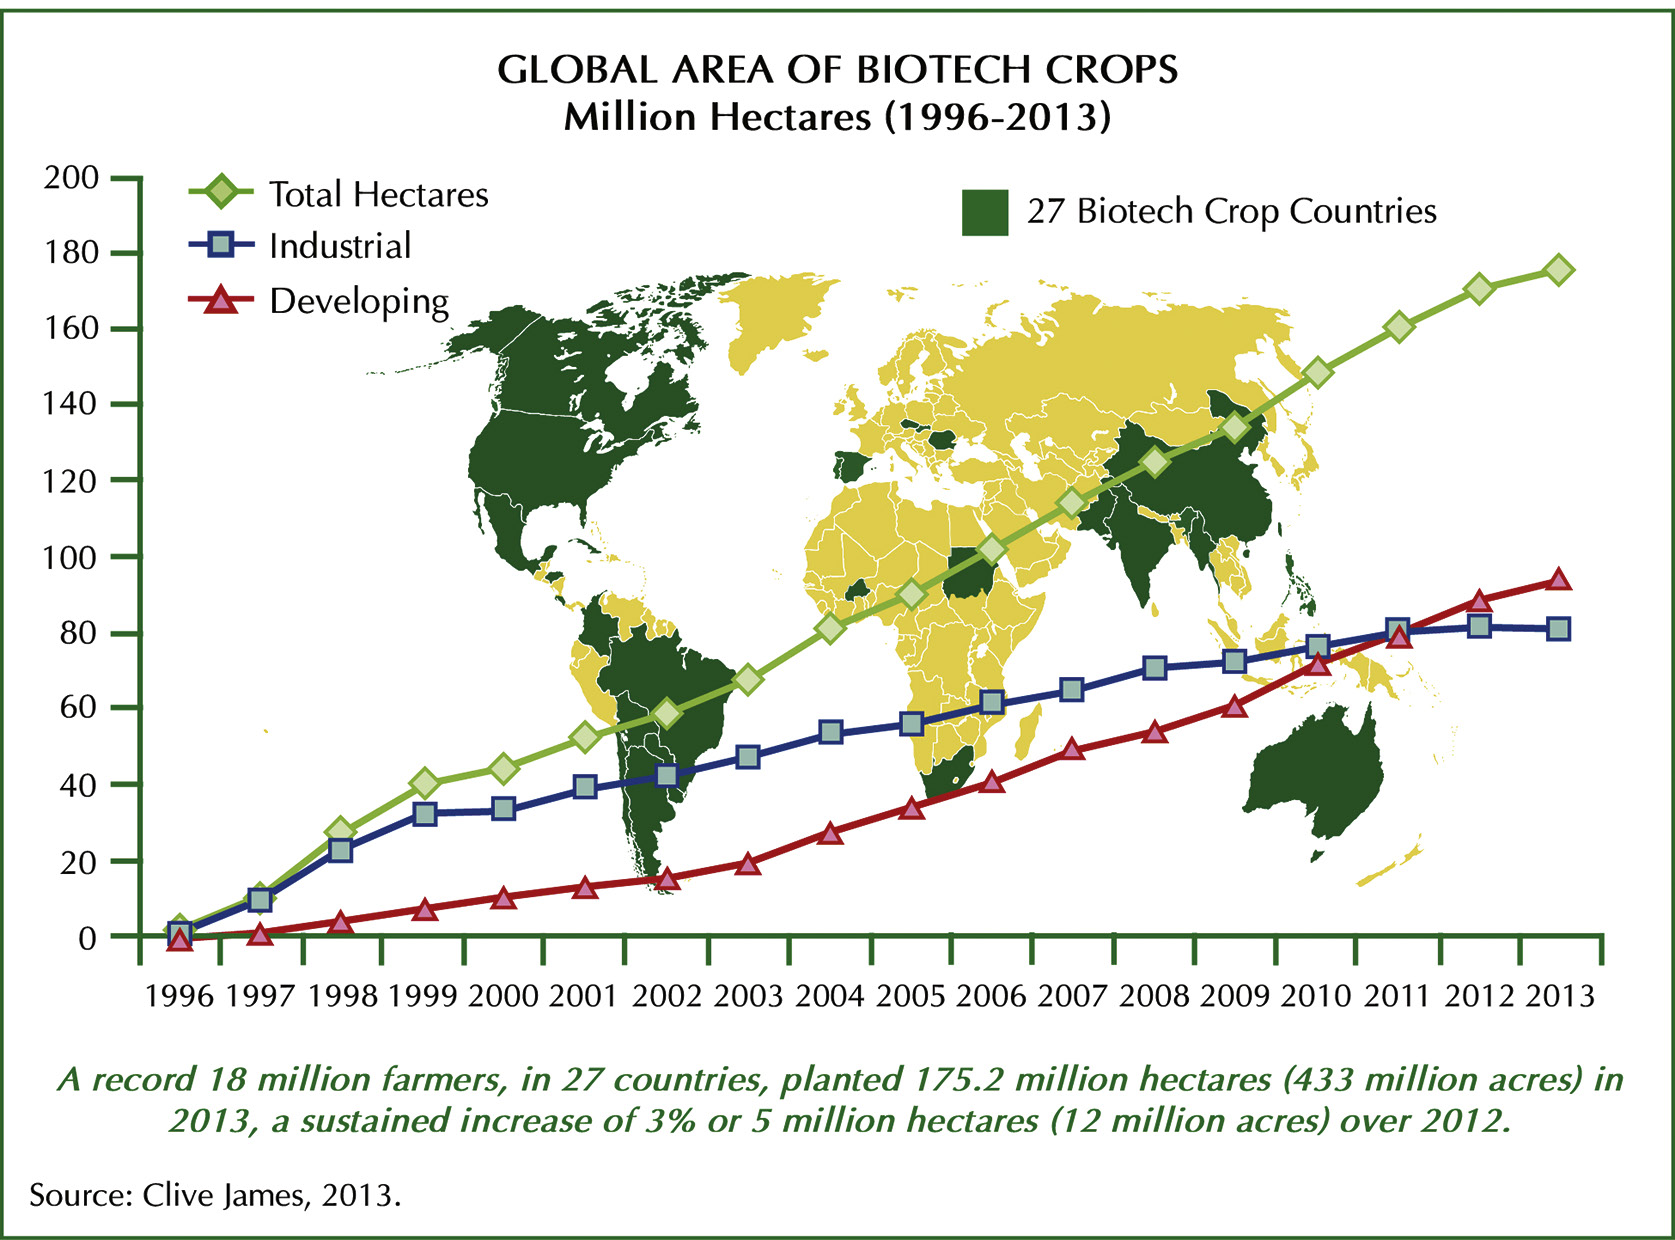 GLOBAL AREA OF BIOTECH CROPS
Million Hectares (1996-2013)
Total Hectares
Industrial
Developing
27 Biotech Crop Countries
200
180
160
140
120
100
80
60
40
20
0
1996 1997 1998 1999 2000 2001 2002 2003 2004 2005 2006 2007 2008 2009 2010 2011 2012 2013
A record 18 million farmers, in 27 countries, planted 175.2 million hectares (433 million acres) in
2013, a sustained increase of 3% or 5 million hectares (12 million acres) over 2012.
Source: Clive James, 2013.